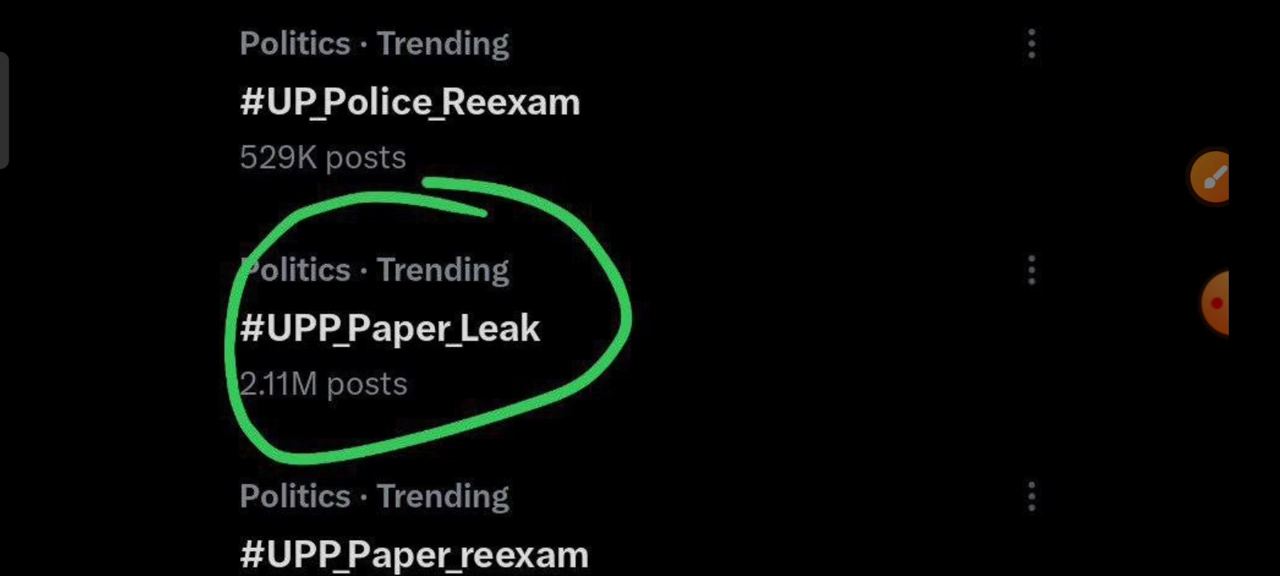 Politics · Trending
#UP_Police_Reexam
529K posts
Politics · Trending
#UPP_Paper_Leak
2.11M posts
Politics · Trending
#UPP_Paper_reexam